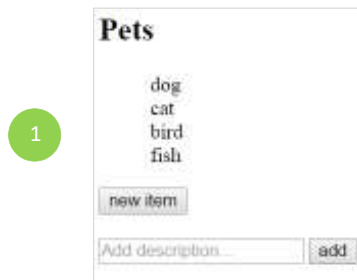 Pets
dog
cat
1
bird
fish
new item
Add description...
add